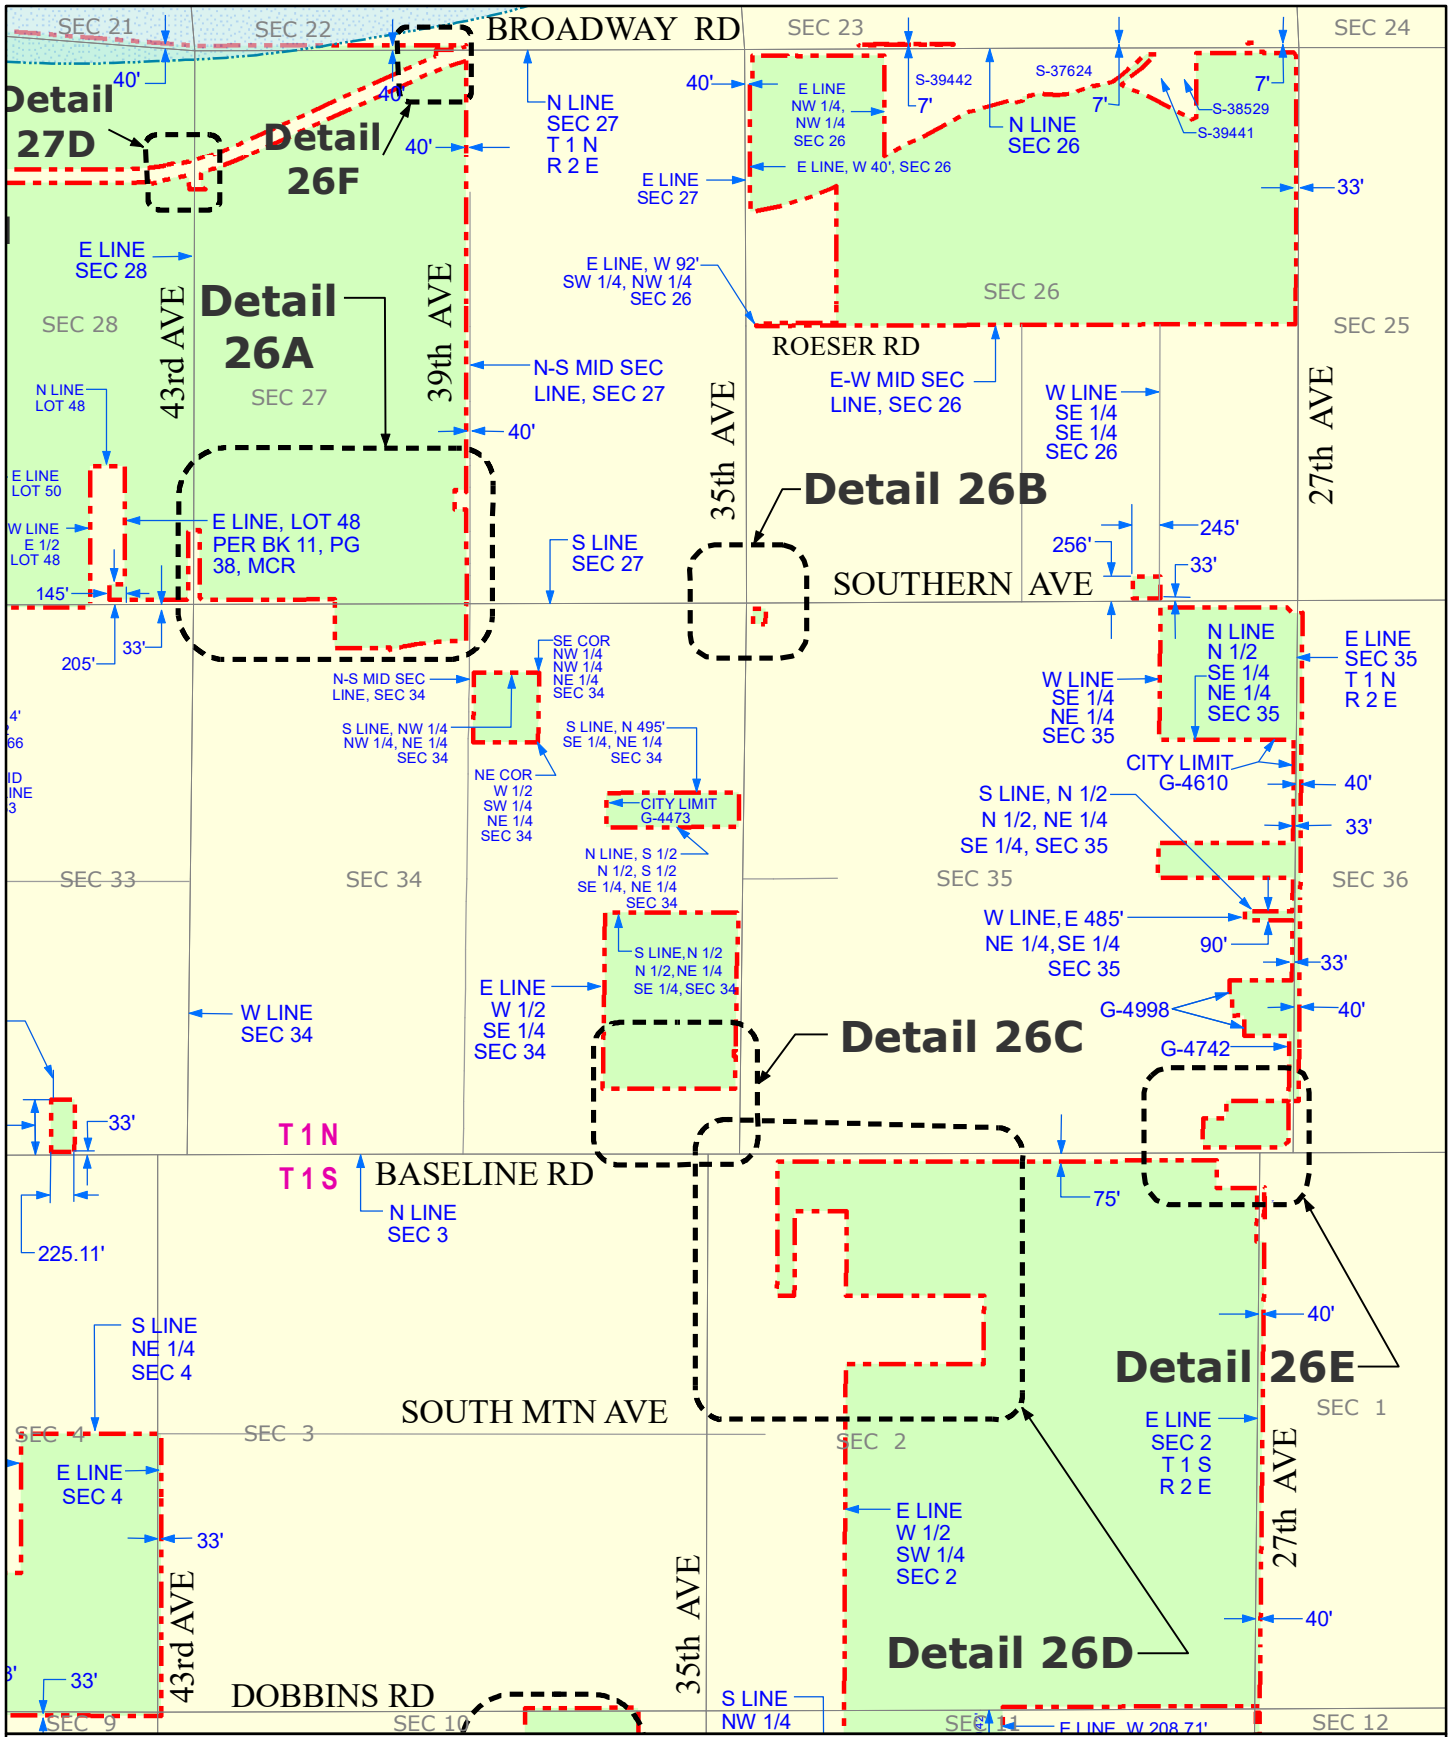 SEC 21
SEC 22
BROADWAY RD
SEC 23
SEC 24
40'
40'
40'
S-39442
S-37624
7'
7'
7'
S-38529
S-39441
Detail
27D
Detail
26F
N LINE
SEC 27
T 1 N
R 2 E
40'
E LINE
NW 1/4,
NW 1/4
SEC 26
N LINE
SEC 26
E LINE, W 40', SEC 26
E LINE
SEC 27
33'
E LINE
SEC 28
E LINE, W 92'
SW 1/4, NW 1/4
SEC 26
SEC 26
SEC 25
SEC 28
43rd AVE
Detail
26A
39th AVE
ROESER RD
N-S MID SEC
LINE, SEC 27
E-W MID SEC
LINE, SEC 26
SEC 27
N LINE
LOT 48
35th AVE
27th AVE
W LINE
SE 1/4
SE 1/4
SEC 26
40'
E LINE
LOT 50
W LINE
E 1/2
LOT 48
E LINE, LOT 48
PER BK 11, PG
38, MCR
Detail 26B
S LINE
SEC 27
245'
256'
33'
145'
SOUTHERN AVE
205'
33'
SE COR
NW 1/4
NW 1/4
NE 1/4
SEC 34
N-S MID SEC
LINE, SEC 34
N LINE
N 1/2
SE 1/4
NE 1/4
SEC 35
E LINE
SEC 35
T 1 N
R 2 E
W LINE
SE 1/4
NE 1/4
SEC 35
4'
66
ID
INE
3
S LINE, NW 1/4
NW 1/4, NE 1/4
SEC 34
S LINE, N 495'
SE 1/4, NE 1/4
SEC 34
NE COR
W 1/2
SW 1/4
NE 1/4
SEC 34
CITY LIMIT
G-4473
CITY LIMIT
G-4610
40'
33'
S LINE, N 1/2
N 1/2, NE 1/4
SE 1/4, SEC 35
N LINE, S 1/2
N 1/2, S 1/2
SE 1/4, NE 1/4
SEC 34
SEC 33
SEC 34
SEC 35
SEC 36
W LINE, E 485'
NE 1/4, SE 1/4
SEC 35
90'
33'
S LINE, N 1/2
N 1/2, NE 1/4
SE 1/4, SEC 34
E LINE
W 1/2
SE 1/4
SEC 34
W LINE
SEC 34
G-4998
40'
Detail 26C
G-4742
33'
T 1 N
T 1 S
BASELINE RD
75'
N LINE
SEC 3
225.11'
S LINE
NE 1/4
SEC 4
40'
Detail 26E
SEC 1
SOUTH MTN AVE
SEC 4
SEC 3
SEC 2
E LINE
SEC 2
T 1 S
R 2 E
27th AVE
E LINE
SEC 4
33'
E LINE
W 1/2
SW 1/4
SEC 2
43rd AVE
35th AVE
40'
Detail 26D
3'
33'
DOBBINS RD
S LINE
NW 1/4
SEC 9
SEC 10
SEC 11
42'
E LINE, W 208.71'
SEC 12